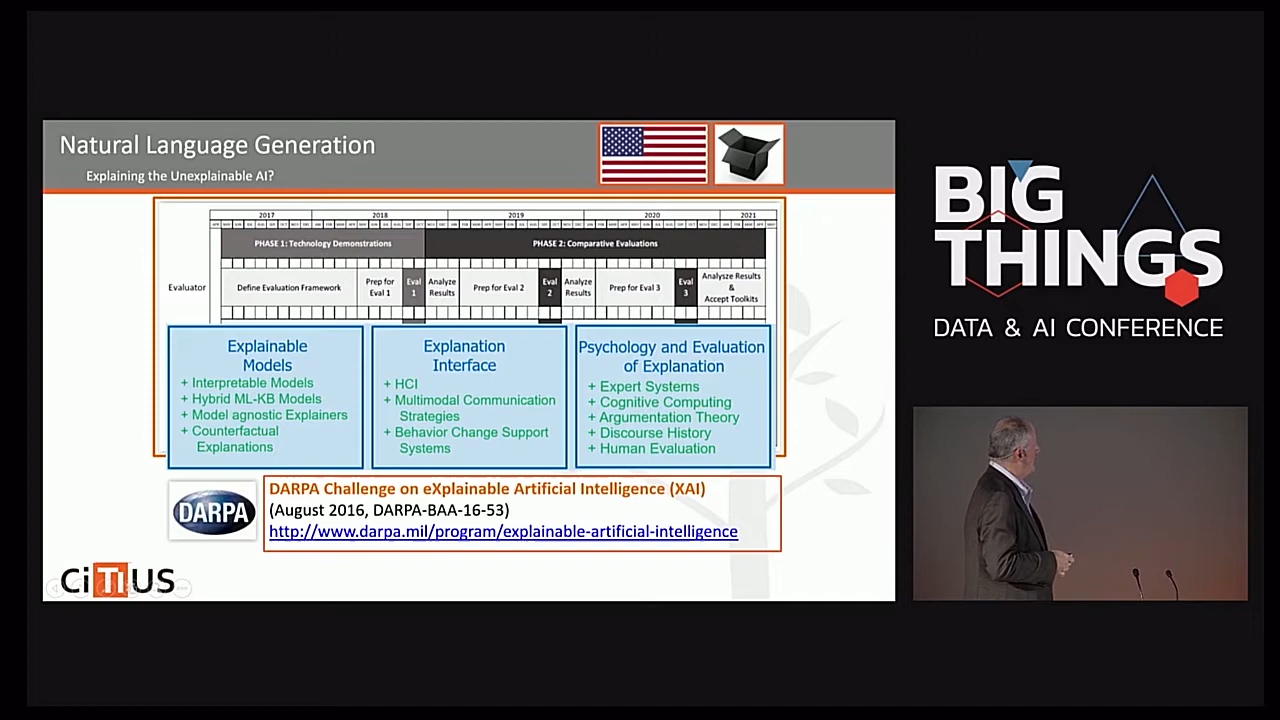 Natural Language Generation
Explaining the Unexplainable AI?
2017 2018 2019 2020 2021
PHASE 1: Technology Demonstrations PHASE 2: Comparative Evaluations
Evaluator
Define Evaluation Framework
Prep for
Eval 1
Eval
1
Analyze
Results
Prep for Eval 2
Eval
2
Analyze
Results
Prep for Eval 3
Eval
3
Analysze Results
&
Accept Toolkits
Explainable
Models
+ Interpretable Models
+ Hybrid ML-KB Models
+ Model agnostic Explainers
+ Counterfactual
Explanations
Explanation
Interface
+ HCI
+ Multimodal Communication
Strategies
+ Behavior Change Support
Systems
Psychology and Evaluation
of Explanation
+ Expert Systems
+ Cognitive Computing
+ Argumentation Theory
+ Discourse History
+ Human Evaluation
DARPA
DARPA Challenge on eXplainable Artificial Intelligence (XAI)
(August 2016, DARPA-BAA-16-53)
http://www.darpa.mil/program/explainable-artificial-intelligence
CiTIUS
BIG
THINGS
DATA & AI CONFERENCE